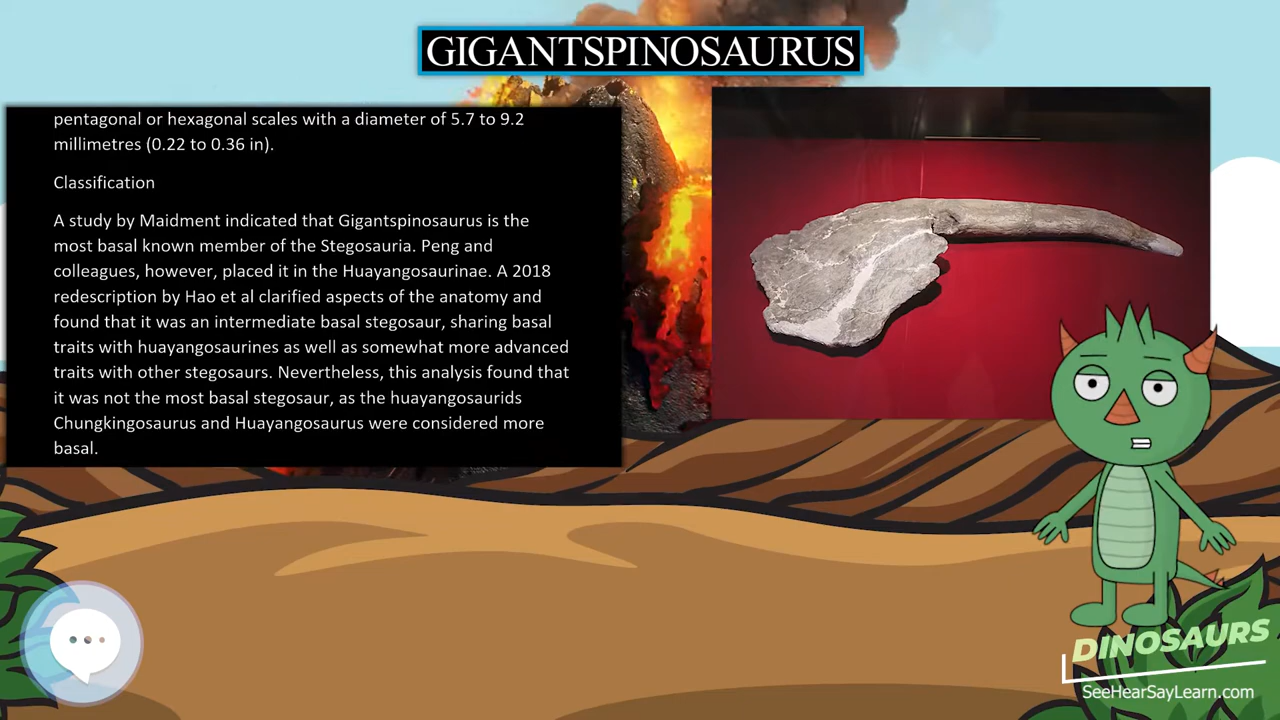 GIGANTSPINOSAURUS
pentagonal or hexagonal scales with a diameter of 5.7 to 9.2
millimetres (0.22 to 0.36 in).
Classification
A study by Maidment indicated that Gigantspinosaurus is the
most basal known member of the Stegosauria. Peng and
colleagues, however, placed it in the Huayangosaurinae. A 2018
redescription by Hao et al clarified aspects of the anatomy and
found that it was an intermediate basal stegosaur, sharing basal
traits with huayangosaurines as well as somewhat more advanced
traits with other stegosaurs. Nevertheless, this analysis found that
it was not the most basal stegosaur, as the huayangosaurids
Chungkingosaurus and Huayangosaurus were considered more
basal.
DINOSAURS
SeeHearSayLearn.com